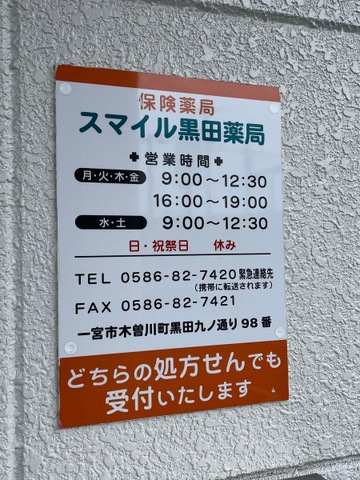 保険薬局
スマイル黒田薬局
✚営業時間✚
月・火・木・金 9:00～12:30
16:00～19:00
水・土 9:00～12:30
日・祝祭日 休み
TEL 0586-82-7420 緊急連絡先
(携帯に転送されます)
FAX 0586-82-7421
一宮市木曽川町黒田九ノ通り98番
どちらの処方せんでも
受付いたします